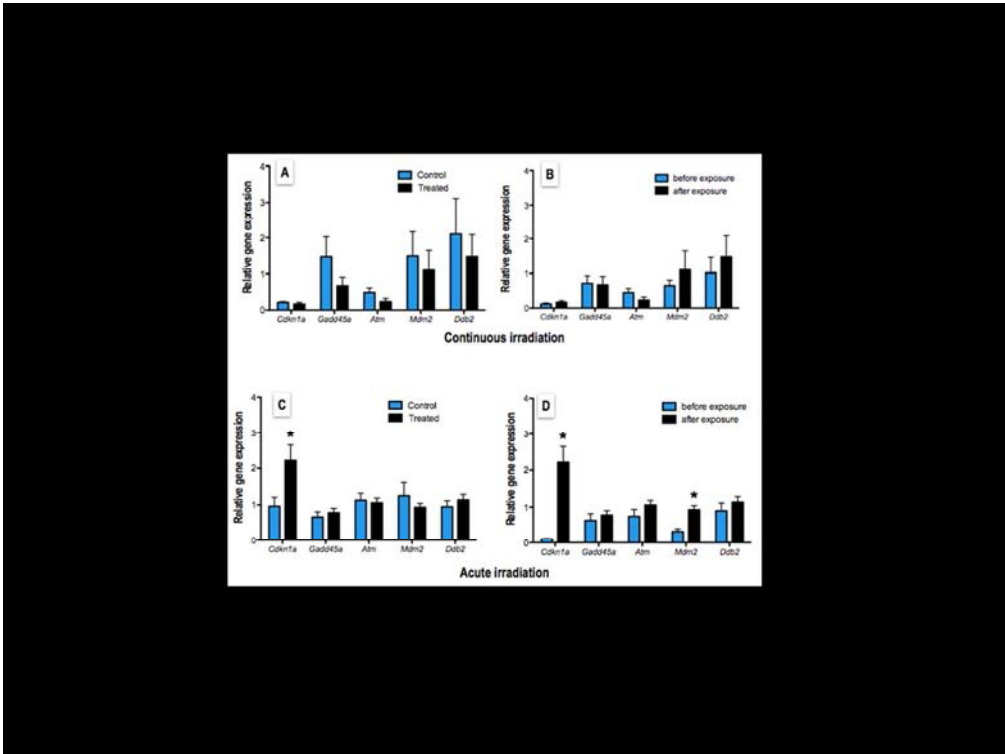 A
Control
Treated
Relative gene expression
4
3
2
1
0
Cdkn1a Gadd45a Atm Mdm2 Ddb2
B
before exposure
after exposure
Relative gene expression
4
3
2
1
0
Cdkn1a Gadd45a Atm Mdm2 Ddb2
Continuous irradiation
C
Control
Treated
Relative gene expression
4
3
2
1
0
*
Cdkn1a Gadd45a Atm Mdm2 Ddb2
D
before exposure
after exposure
Relative gene expression
4
3
2
1
0
*
*
Cdkn1a Gadd45a Atm Mdm2 Ddb2
Acute irradiation